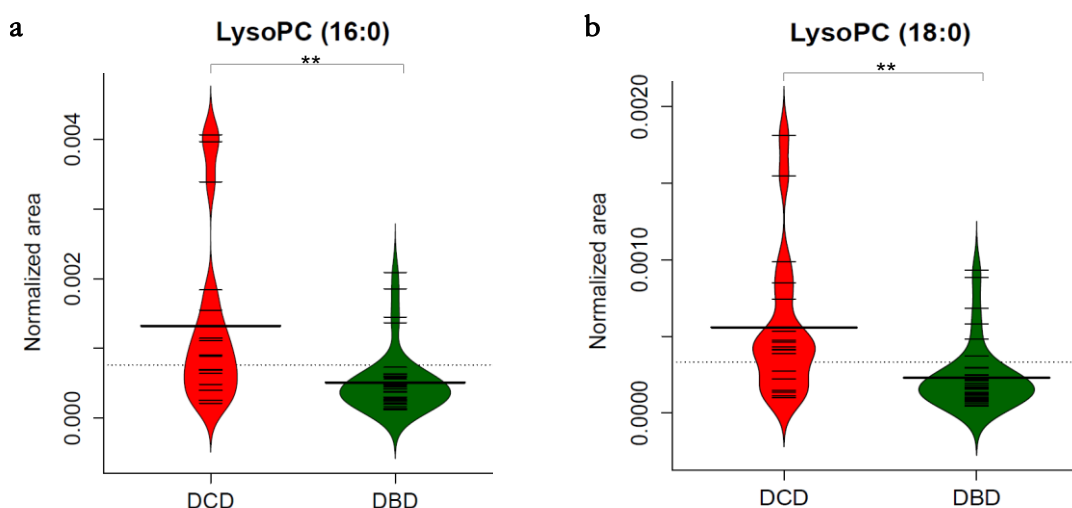 a
LysoPC (16:0)
**
Normalized area
0.004
0.002
0.000
DCD
DBD
b
LysoPC (18:0)
**
Normalized area
0.0020
0.0010
0.0000
DCD
DBD